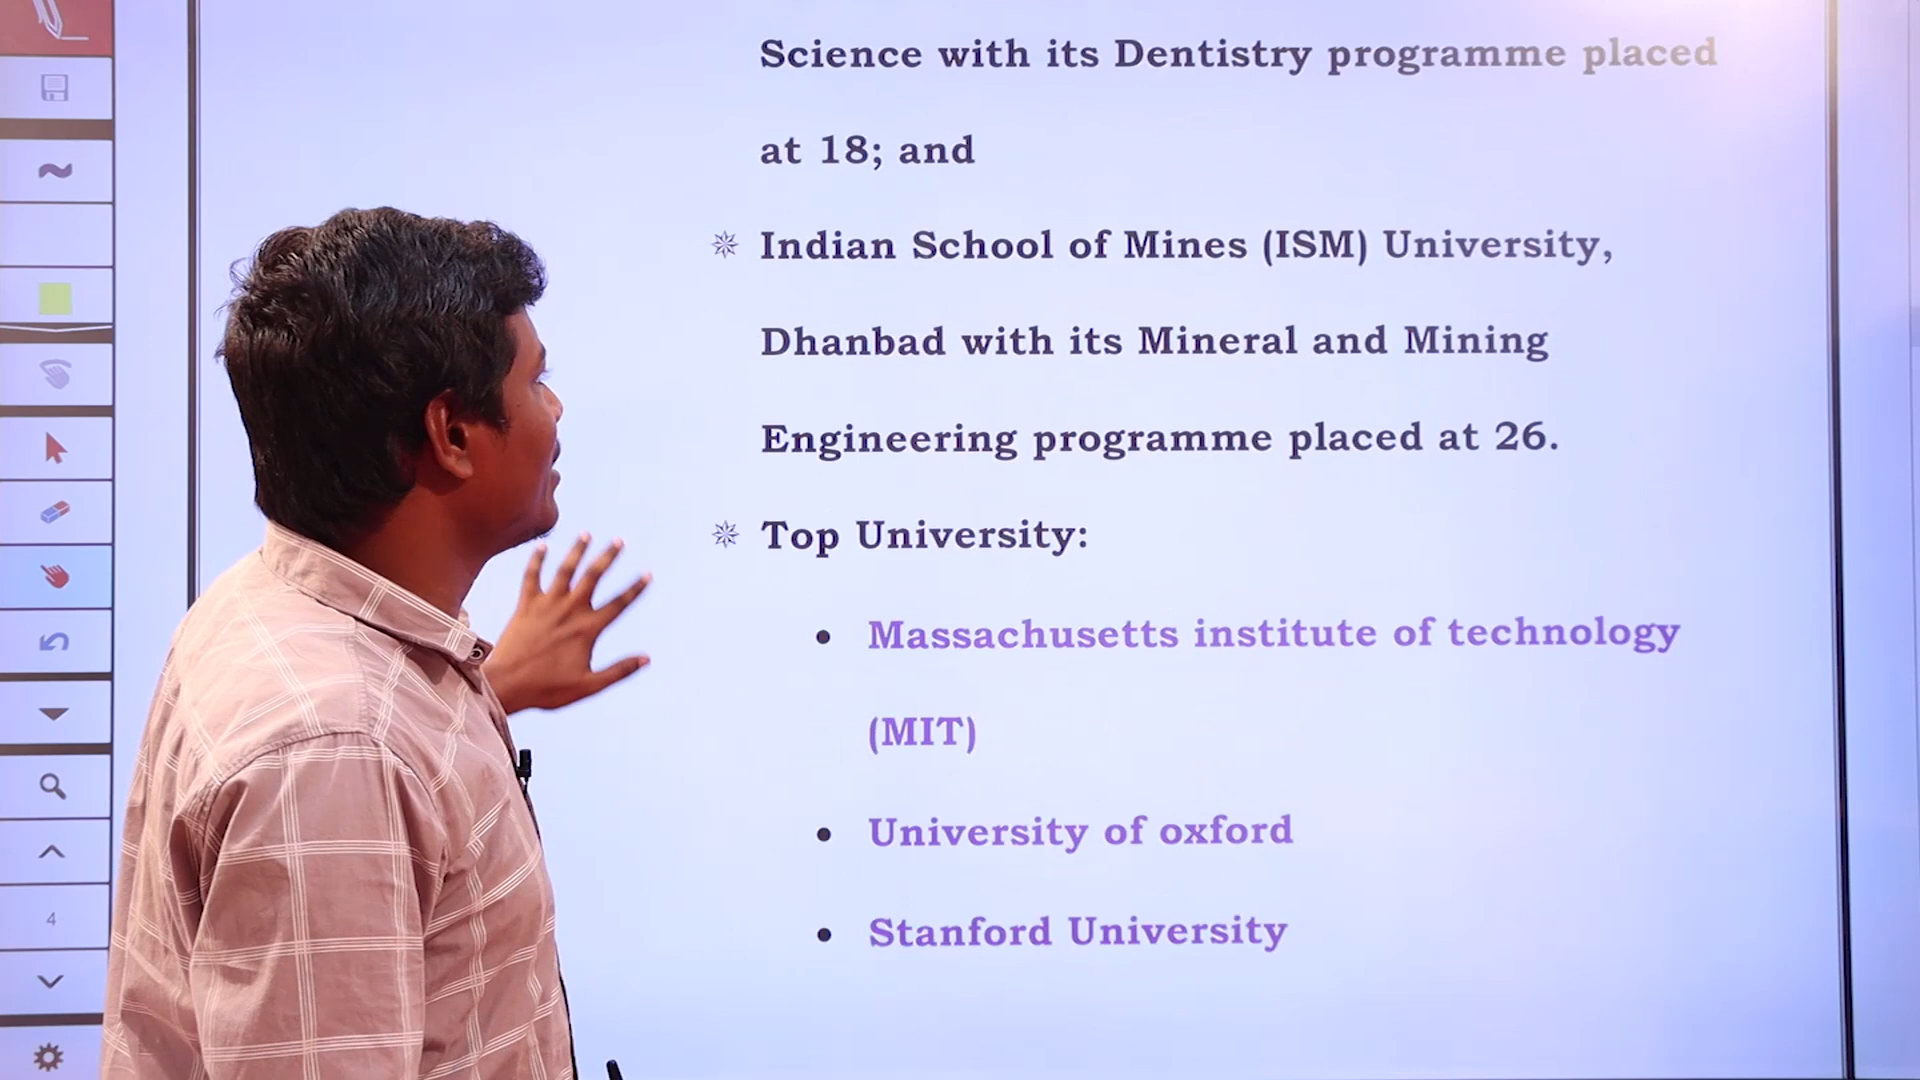 Science with its Dentistry programme placed
at 18; and
Indian School of Mines (ISM) University,
Dhanbad with its Mineral and Mining
Engineering programme placed at 26.
Top University:
Massachusetts institute of technology
(MIT)
University of oxford
Stanford University
4